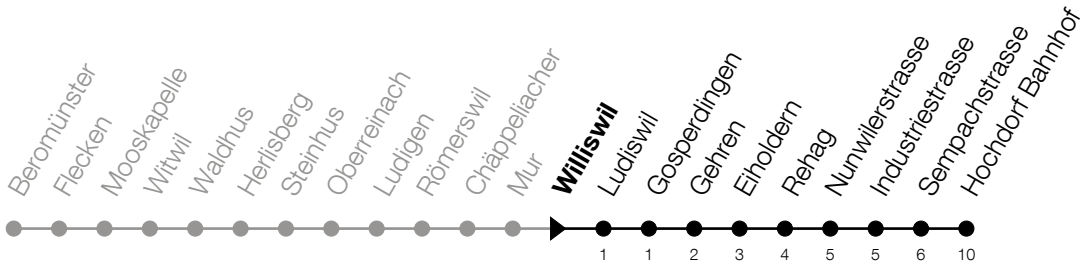 Beromünster
Flecken
Mooskapelle
Witwil
Waldhus
Herlisberg
Steinhus
Oberreinach
Ludigen
Römerswil
Chäppeliacher
Mur
Williswil
Ludiswil
Gosperdingen
Gehren
Eiholdern
Rehag
Nunwilerstrasse
Industriestrasse
Sempachstrasse
Hochdorf Bahnhof
1 1 2 3 4 5 5 6 10